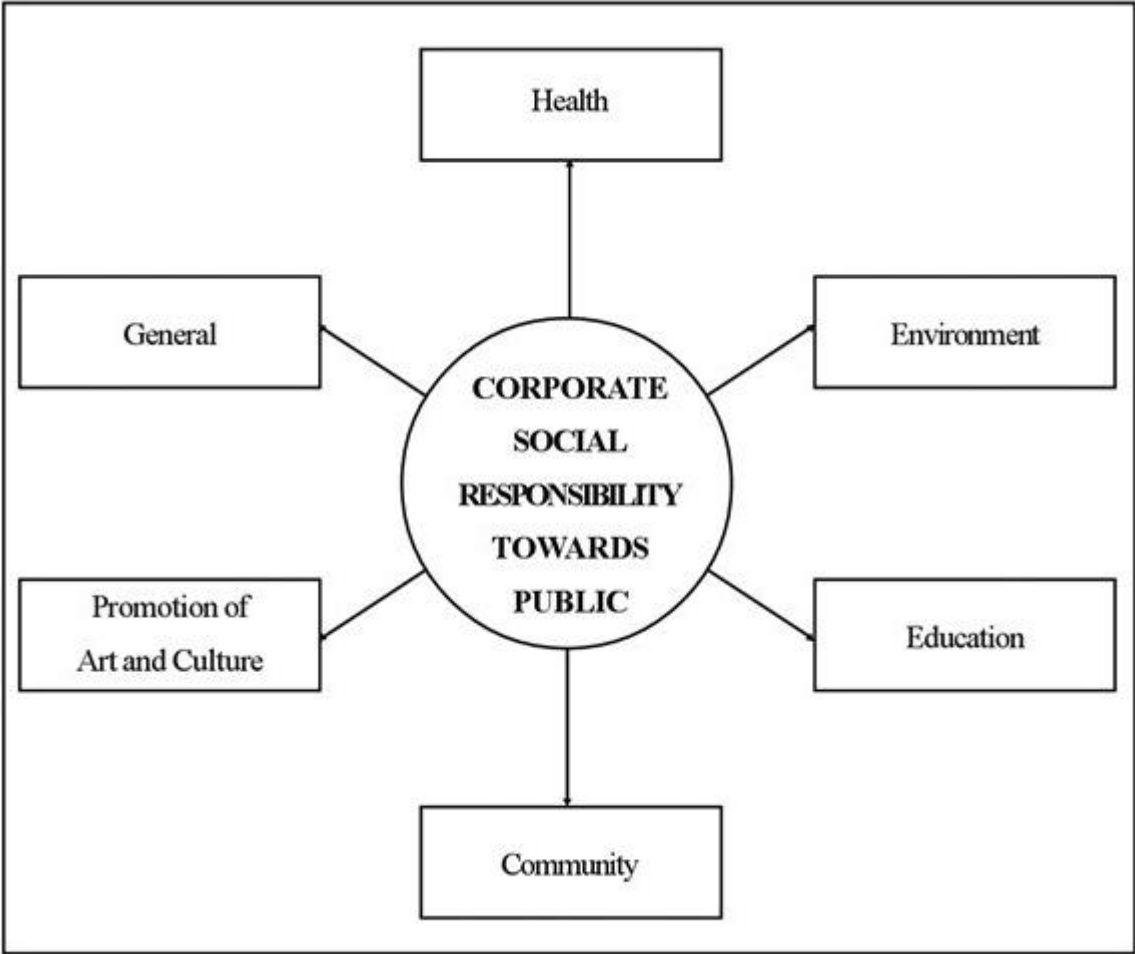 Health
General
Environment
CORPORATE
SOCIAL
RESPONSIBILITY
TOWARDS
PUBLIC
Promotion of
Art and Culture
Education
Community